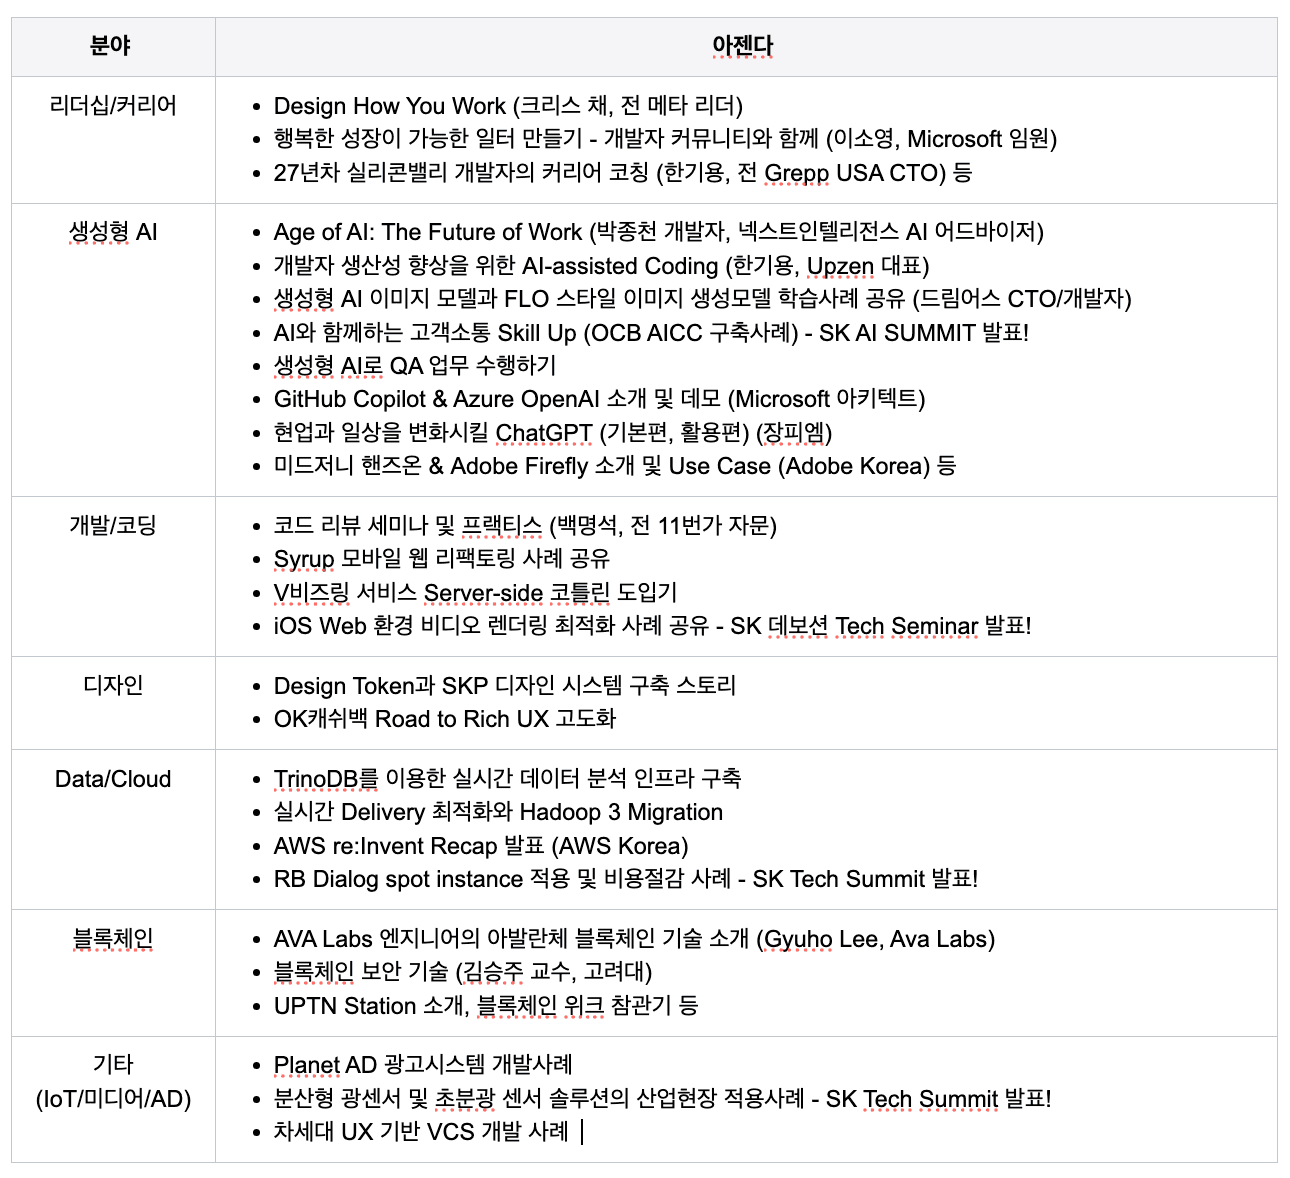 분야
아젠다
리더십/커리어
• Design How You Work (크리스 채, 전 메타 리더)
• 행복한 성장이 가능한 일터 만들기 - 개발자 커뮤니티와 함께 (이소영, Microsoft 임원)
• 27년차 실리콘밸리 개발자의 커리어 코칭 (한기용, 전 Grepp USA CTO) 등
생성형 AI
• Age of AI: The Future of Work (박종천 개발자, 넥스트인텔리전스 AI 어드바이저)
• 개발자 생산성 향상을 위한 AI-assisted Coding (한기용, Upzen 대표)
• 생성형 AI 이미지 모델과 FLO 스타일 이미지 생성모델 학습사례 공유 (드림어스 CTO/개발자)
• AI와 함께하는 고객소통 Skill Up (OCB AICC 구축사례) - SK AI SUMMIT 발표!
• 생성형 AI로 QA 업무 수행하기
• GitHub Copilot & Azure OpenAI 소개 및 데모 (Microsoft 아키텍트)
• 현업과 일상을 변화시킬 ChatGPT (기본편, 활용편) (장피엠)
• 미드저니 핸즈온 & Adobe Firefly 소개 및 Use Case (Adobe Korea) 등
개발/코딩
• 코드 리뷰 세미나 및 프랙티스 (백명석, 전 11번가 자문)
• Syrup 모바일 웹 리팩토링 사례 공유
• V비즈링 서비스 Server-side 코틀린 도입기
• iOS Web 환경 비디오 렌더링 최적화 사례 공유 - SK 데보션 Tech Seminar 발표!
디자인
• Design Token과 SKP 디자인 시스템 구축 스토리
• OK캐쉬백 Road to Rich UX 고도화
Data/Cloud
• TrinoDB를 이용한 실시간 데이터 분석 인프라 구축
• 실시간 Delivery 최적화와 Hadoop 3 Migration
• AWS re:Invent Recap 발표 (AWS Korea)
• RB Dialog spot instance 적용 및 비용절감 사례 - SK Tech Summit 발표!
블록체인
• AVA Labs 엔지니어의 아발란체 블록체인 기술 소개 (Gyuho Lee, Ava Labs)
• 블록체인 보안 기술 (김승주 교수, 고려대)
• UPTN Station 소개, 블록체인 위크 참관기 등
기타
(IoT/미디어/AD)
• Planet AD 광고시스템 개발사례
• 분산형 광센서 및 초분광 센서 솔루션의 산업현장 적용사례 - SK Tech Summit 발표!
• 차세대 UX 기반 VCS 개발 사례